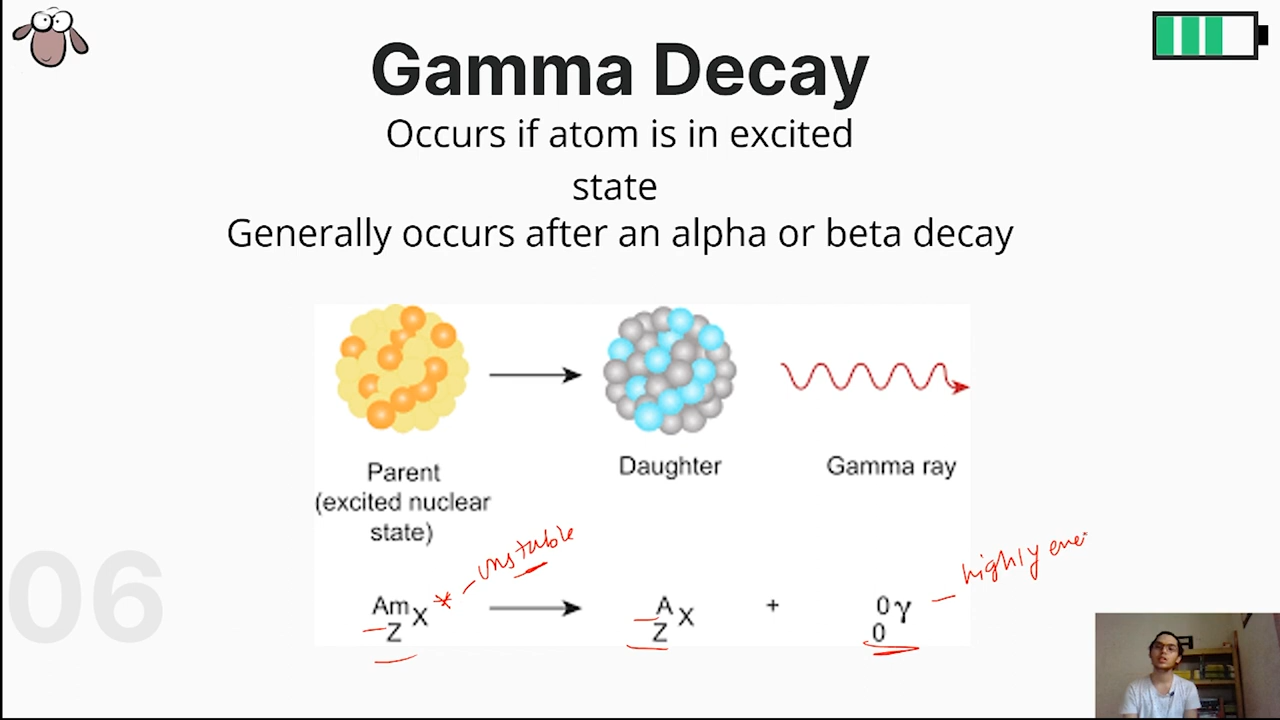 Gamma Decay
Occurs if atom is in excited
state
Generally occurs after an alpha or beta decay
Parent
(excited nuclear
state)
Daughter
Gamma ray
unstable
highly ene
Am
Z
X
*
A
Z
X
+
0
0
γ
06